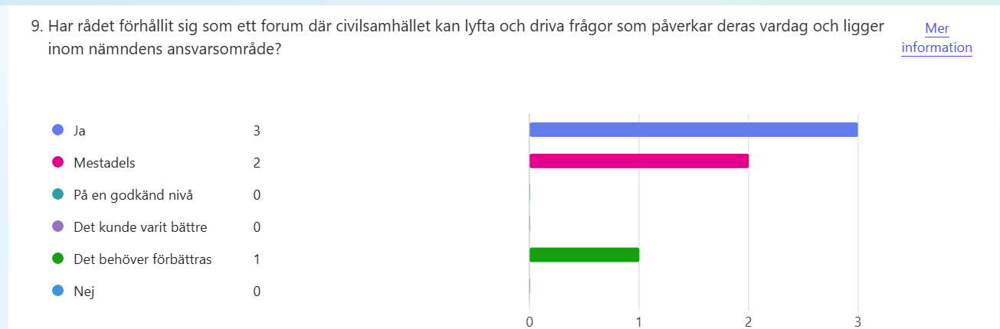 9. Har rådet förhållit sig som ett forum där civilsamhället kan lyfta och driva frågor som påverkar deras vardag och ligger
inom nämndens ansvarsområde?
Mer
information
Ja 3
Mestadels 2
På en godkänd nivå 0
Det kunde varit bättre 0
Det behöver förbättras 1
Nej 0
0 1 2 3